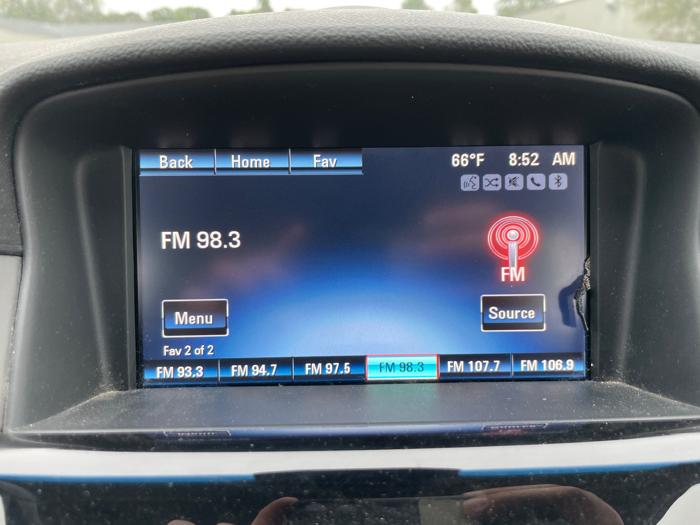 Back Home Fav 66°F 8:52 AM
FM 98.3
FM
Menu Source
Fav 2 of 2
FM 93.3 FM 94.7 FM 97.5 FM 98.3 FM 107.7 FM 106.9